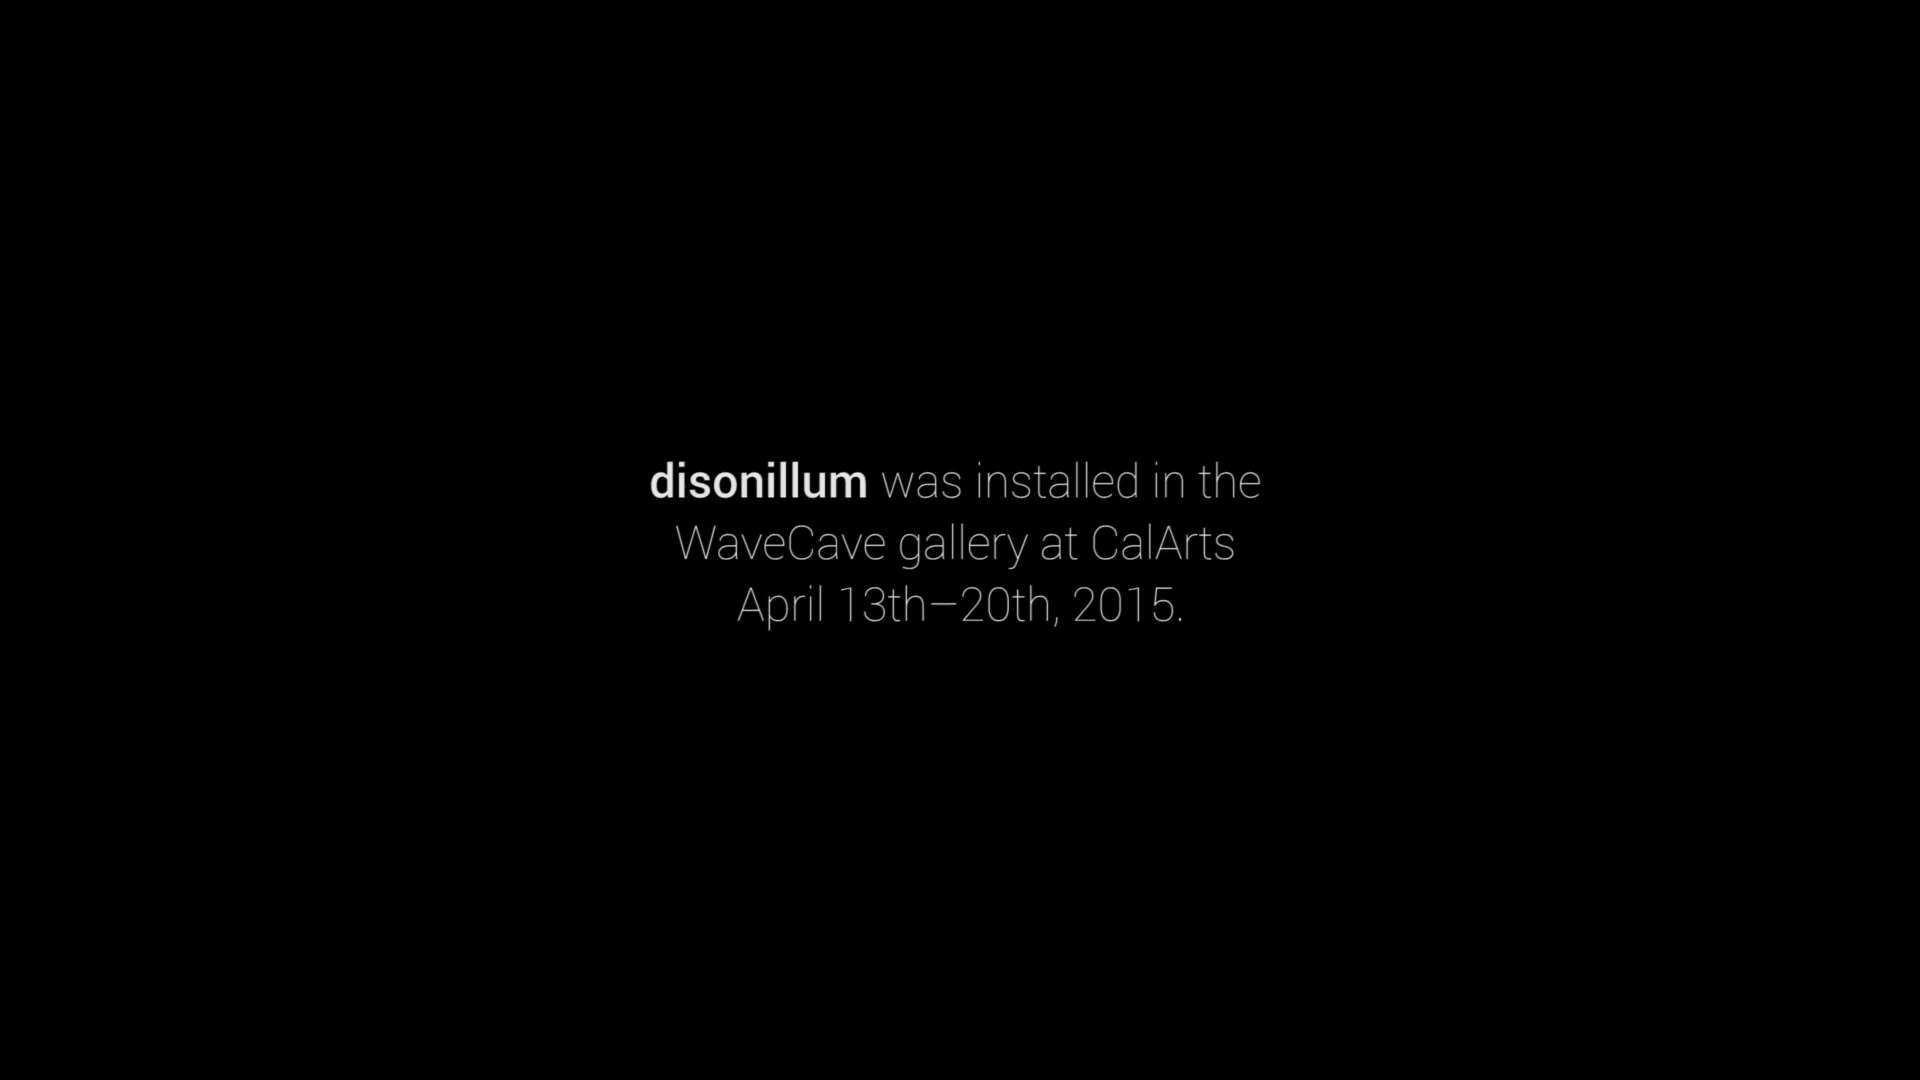 disonillum was installed in the
WaveCave gallery at CalArts
April 13th–20th, 2015.